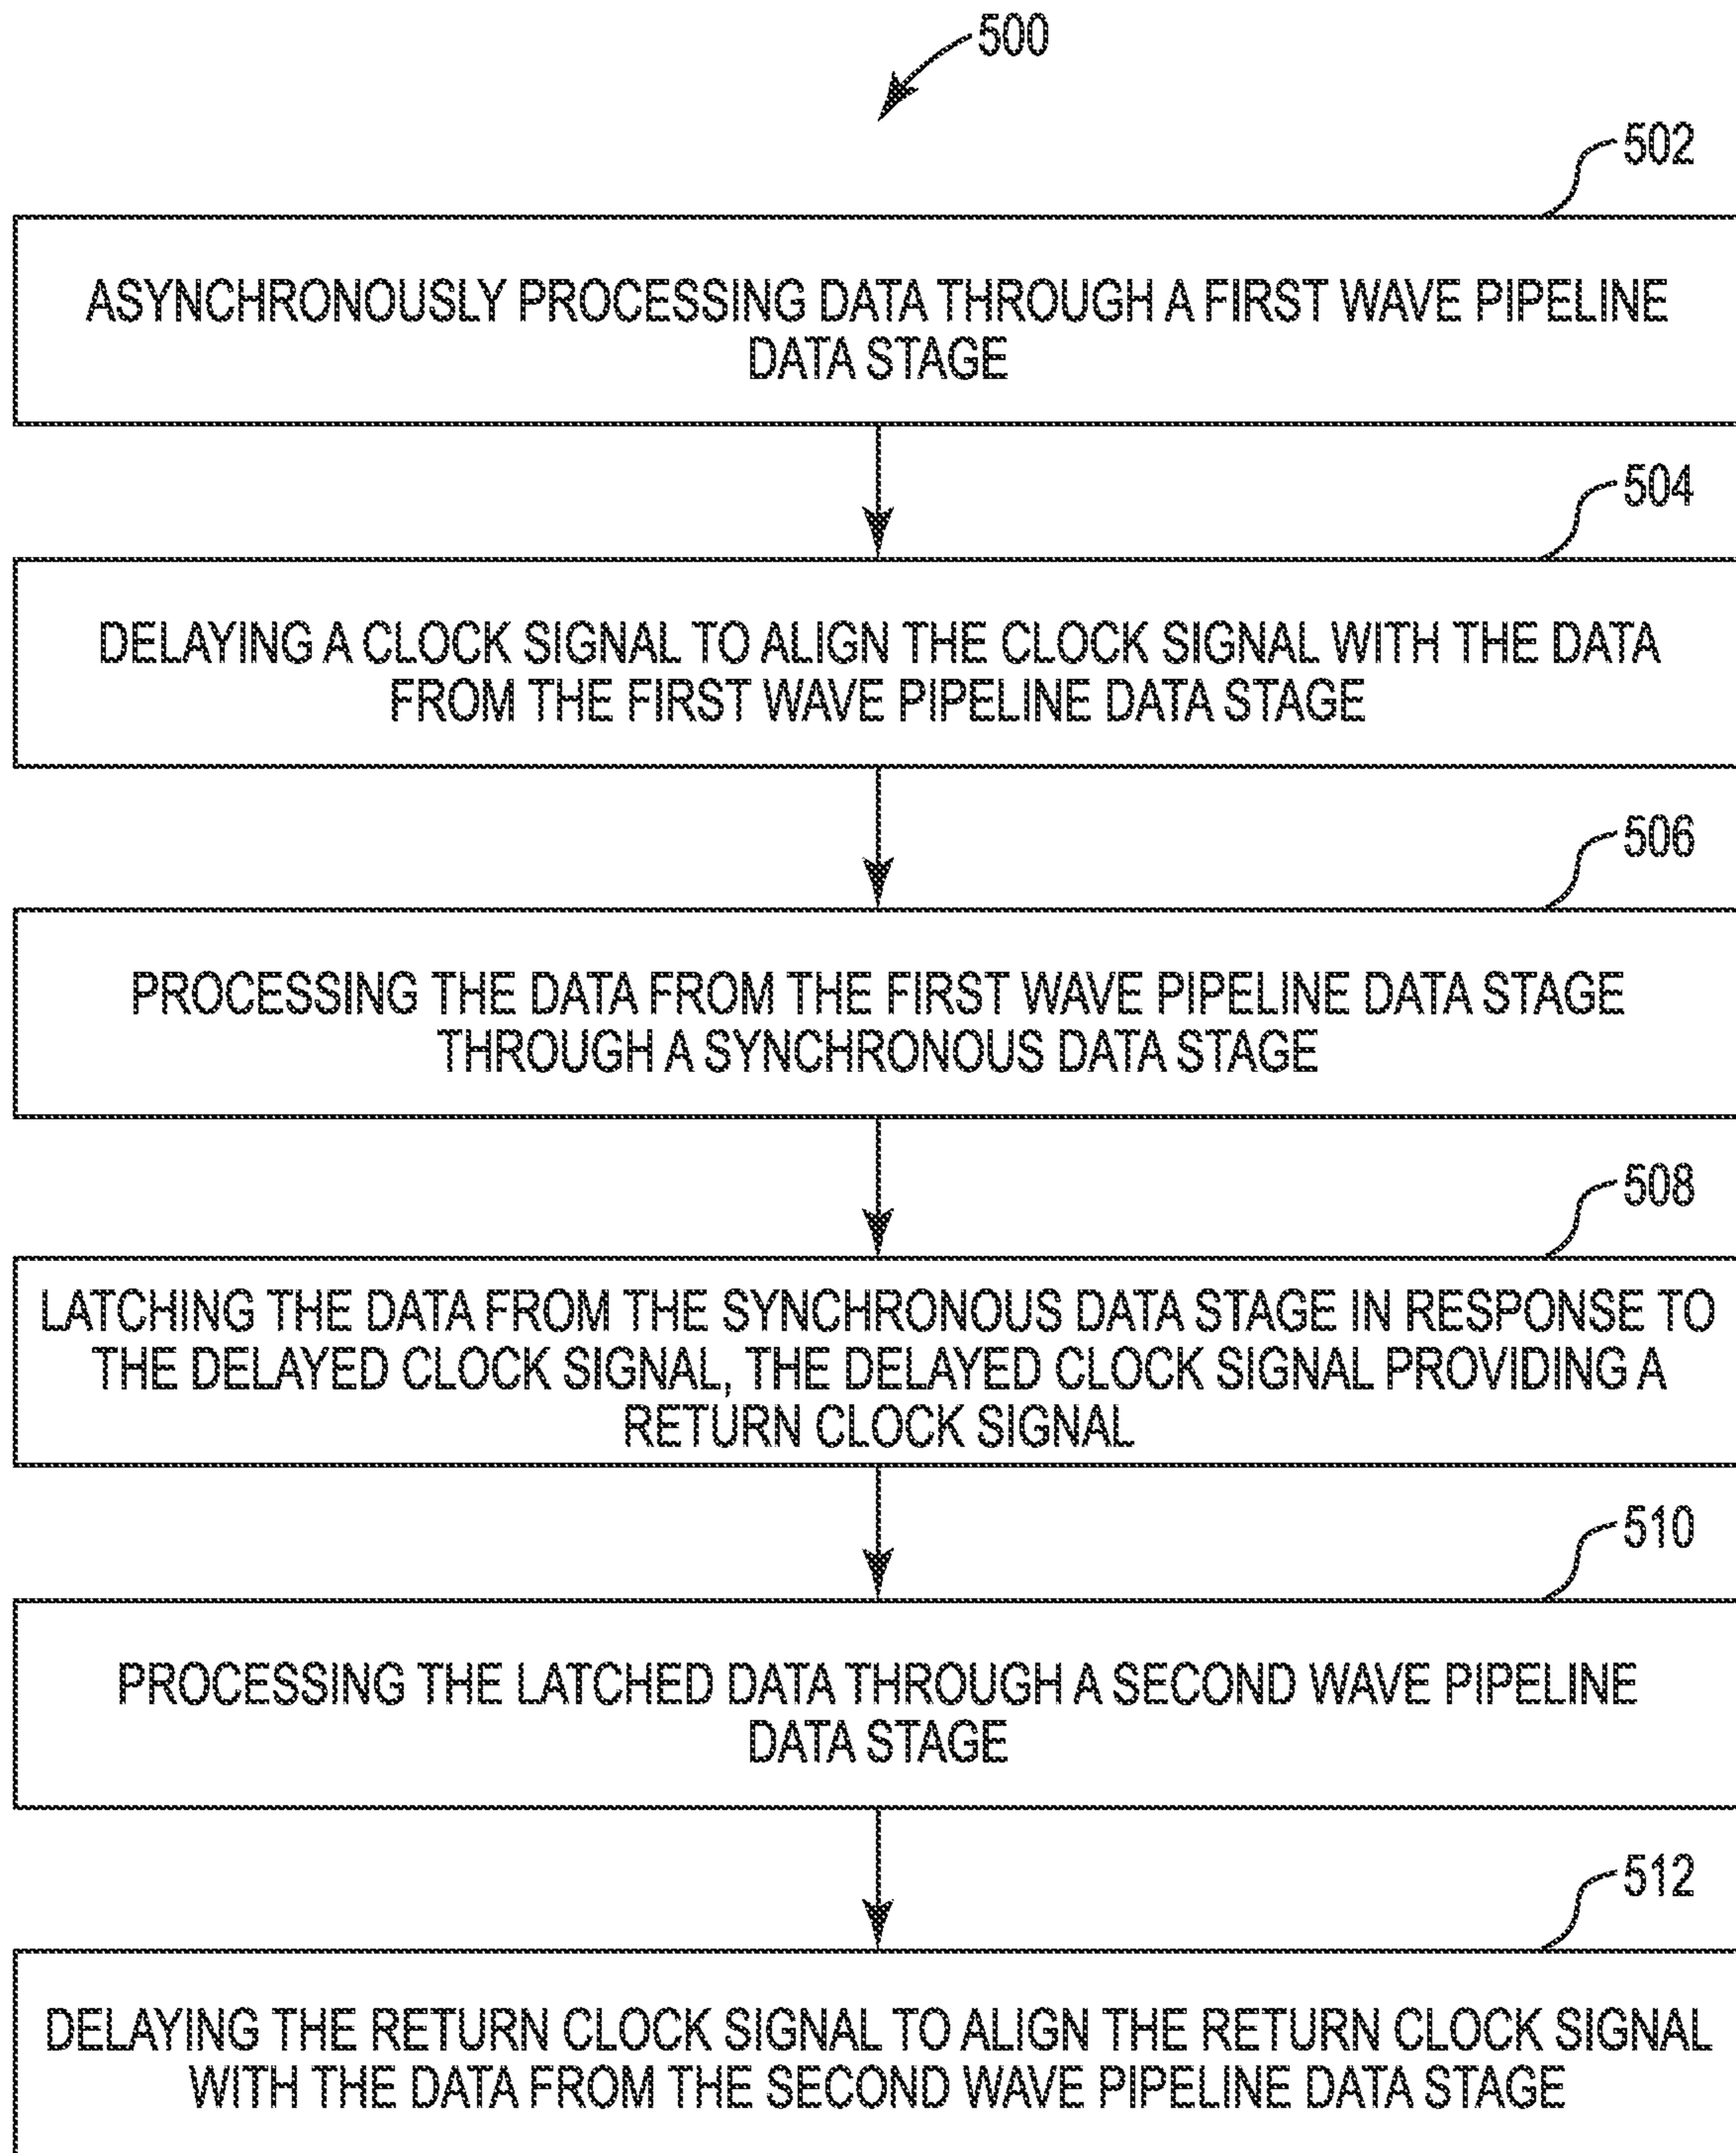 500
502
ASYNCHRONOUSLY PROCESSING DATA THROUGH A FIRST WAVE PIPELINE
DATA STAGE
504
DELAYING A CLOCK SIGNAL TO ALIGN THE CLOCK SIGNAL WITH THE DATA
FROM THE FIRST WAVE PIPELINE DATA STAGE
506
PROCESSING THE DATA FROM THE FIRST WAVE PIPELINE DATA STAGE
THROUGH A SYNCHRONOUS DATA STAGE
508
LATCHING THE DATA FROM THE SYNCHRONOUS DATA STAGE IN RESPONSE TO
THE DELAYED CLOCK SIGNAL, THE DELAYED CLOCK SIGNAL PROVIDING A
RETURN CLOCK SIGNAL
510
PROCESSING THE LATCHED DATA THROUGH A SECOND WAVE PIPELINE
DATA STAGE
512
DELAYING THE RETURN CLOCK SIGNAL TO ALIGN THE RETURN CLOCK SIGNAL
WITH THE DATA FROM THE SECOND WAVE PIPELINE DATA STAGE